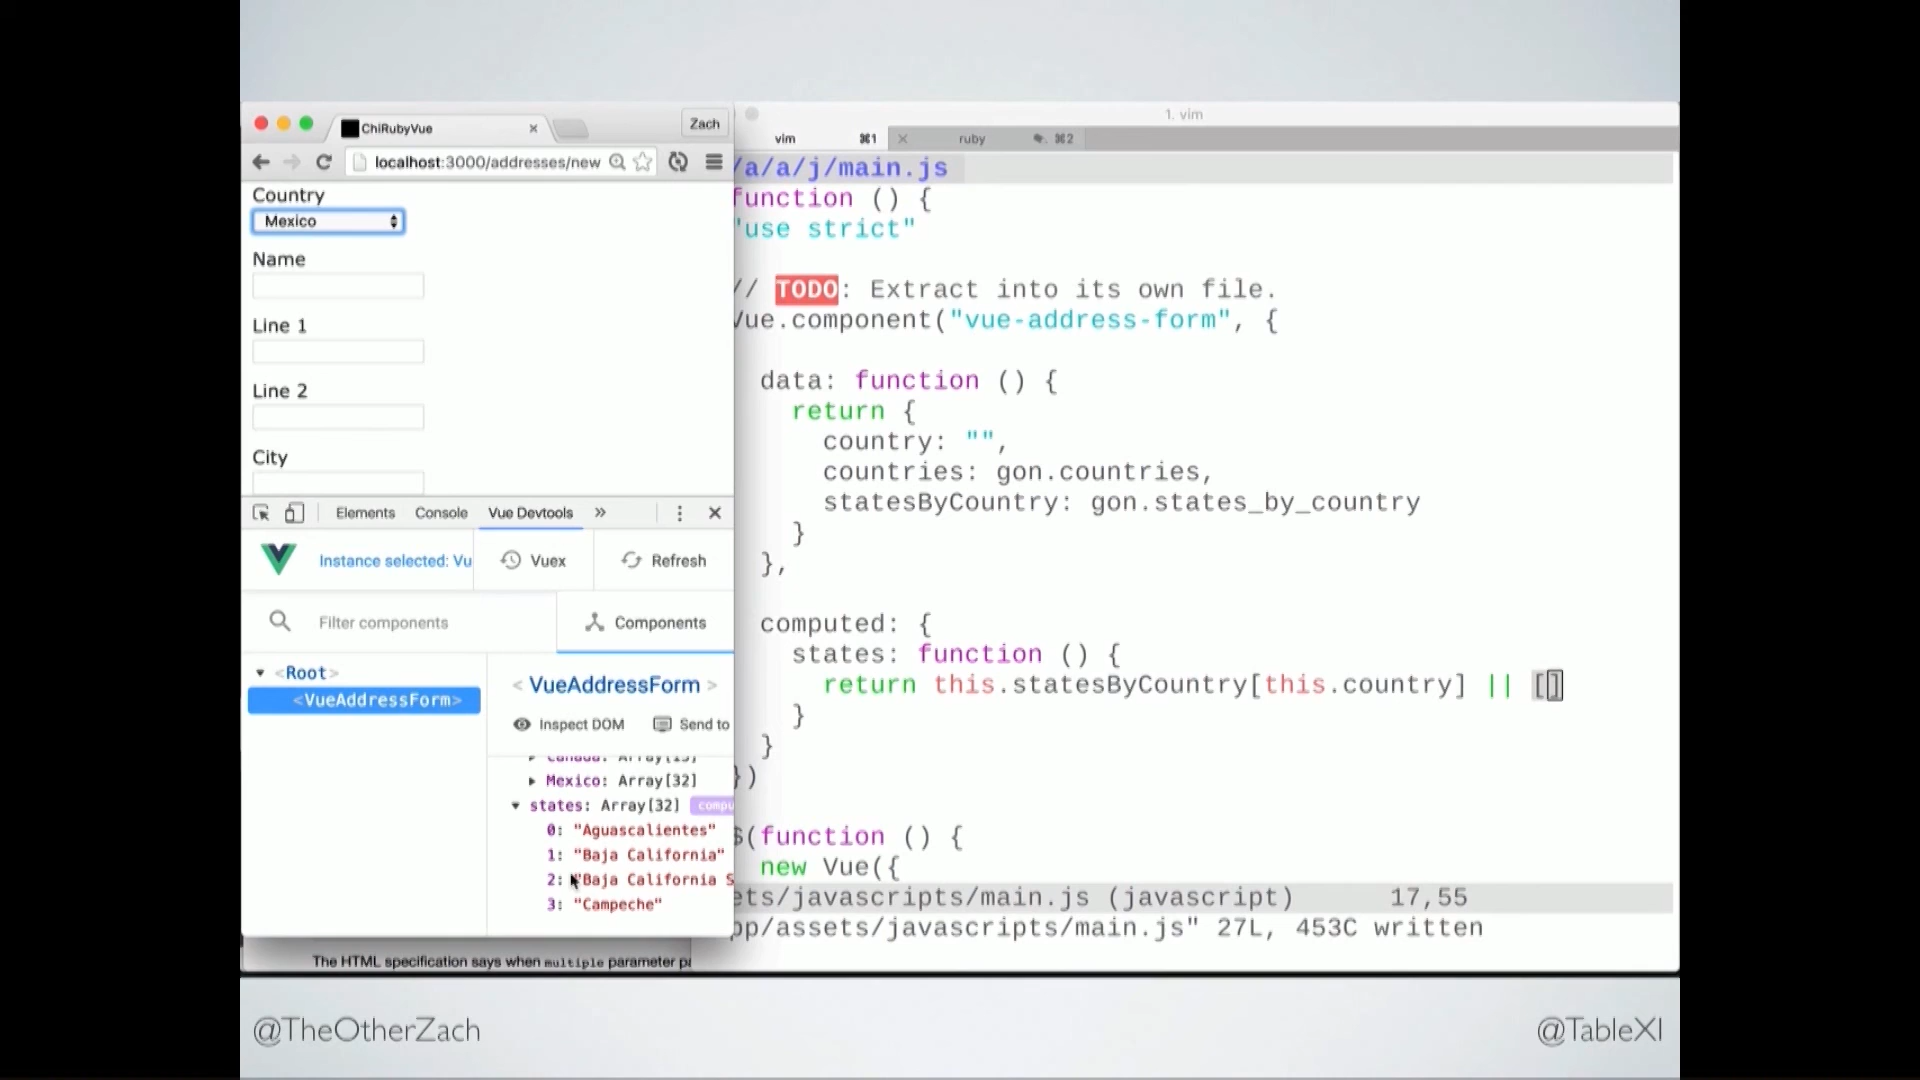 ChiRubyVue
Zach
localhost:3000/addresses/new
Country
Mexico
Name
Line 1
Line 2
City
Elements Console Vue Devtools »
Instance selected: Vu
Vuex
Refresh
Filter components
Components
<Root>
<VueAddressForm>
< VueAddressForm >
Inspect DOM
Send to
Canada: Array[13]
Mexico: Array[32]
states: Array[32] compu
0: "Aguascalientes"
1: "Baja California"
2: "Baja California S
3: "Campeche"
The HTML specification says when multiple parameter pa
1. vim
vim ⌘1
ruby ⌘2
/a/a/j/main.js
function () {
"use strict"
// TODO: Extract into its own file.
Vue.component("vue-address-form", {
data: function () {
return {
country: "",
countries: gon.countries,
statesByCountry: gon.states_by_country
}
},
computed: {
states: function () {
return this.statesByCountry[this.country] || []
}
}
})
$(function () {
new Vue({
ets/javascripts/main.js (javascript) 17,55
pp/assets/javascripts/main.js" 27L, 453C written
@TheOtherZach
@TableXI